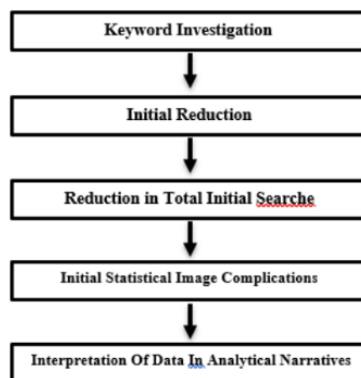 Keyword Investigation
Initial Reduction
Reduction in Total Initial Searche
Initial Statistical Image Complications
Interpretation Of Data In Analytical Narratives